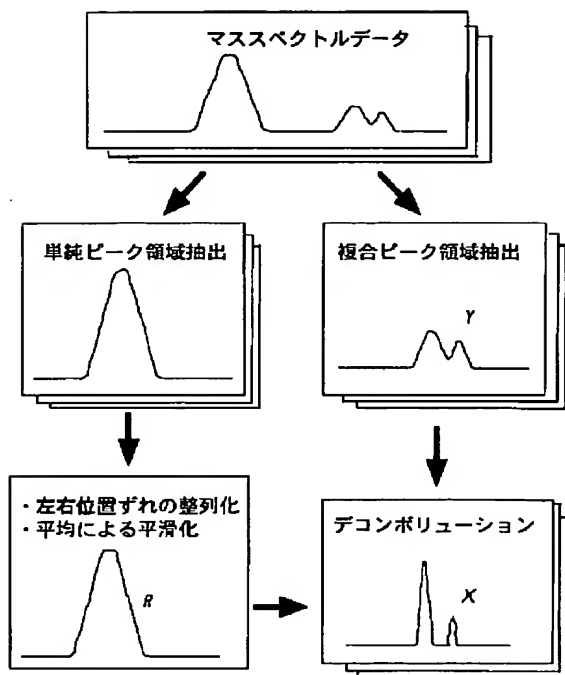 マススペクトルデータ
単純ピーク領域抽出
複合ピーク領域抽出
Y
・左右位置ずれの整列化
・平均による平滑化
R
デコンボリューション
X